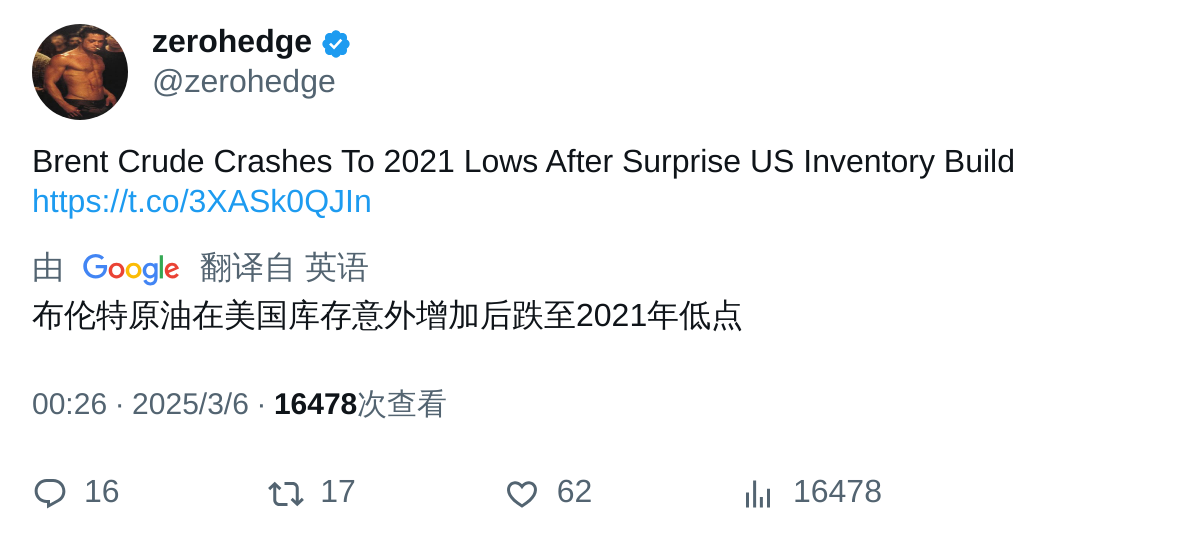 zerohedge
@zerohedge
Brent Crude Crashes To 2021 Lows After Surprise US Inventory Build
https://t.co/3XASk0QJIn
由 Google 翻译自 英语
布伦特原油在美国库存意外增加后跌至2021年低点
00:26 · 2025/3/6 · 16478次查看
16 17 62 16478